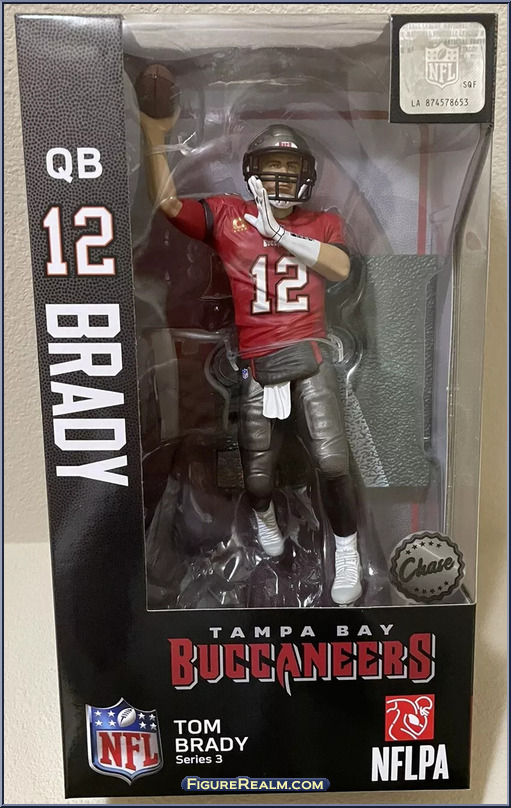 NFL
SQF
LA 874578653
QB
12
BRADY
12
Chase
TAMPA BAY
BUCCANEERS
NFL
TOM
BRADY
Series 3
NFLPA
FIGUREREALM.COM